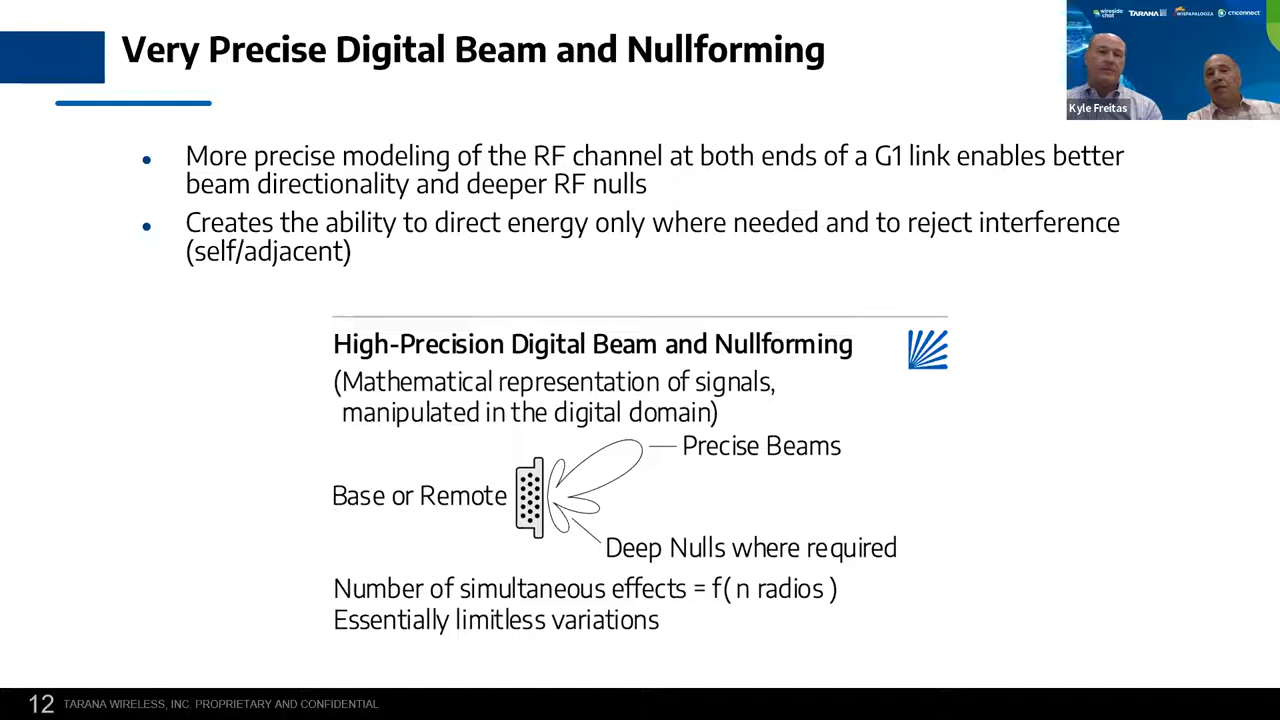 Very Precise Digital Beam and Nullforming
wireside chat TARANA WISPAPALOOZA cticonnect
Kyle Freitas
• More precise modeling of the RF channel at both ends of a G1 link enables better
beam directionality and deeper RF nulls
• Creates the ability to direct energy only where needed and to reject interference
(self/adjacent)
High-Precision Digital Beam and Nullforming
(Mathematical representation of signals,
manipulated in the digital domain)
Precise Beams
Base or Remote
Deep Nulls where required
Number of simultaneous effects = f( n radios )
Essentially limitless variations
12 TARANA WIRELESS, INC. PROPRIETARY AND CONFIDENTIAL